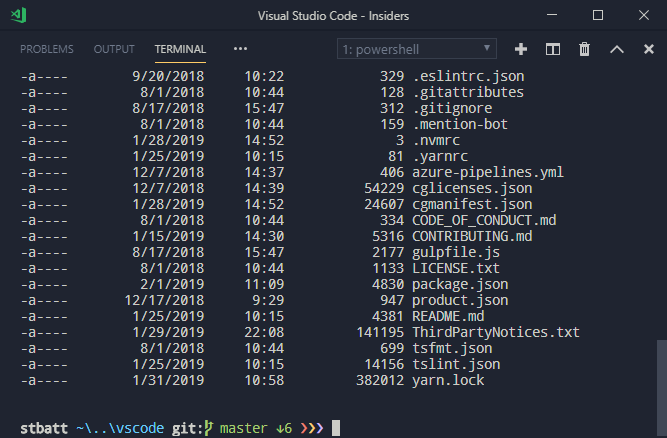 Visual Studio Code - Insiders
PROBLEMS OUTPUT TERMINAL ••• 1: powershell
-a---- 9/20/2018 10:22 329 .eslintrc.json
-a---- 8/1/2018 10:44 128 .gitattributes
-a---- 8/17/2018 15:47 312 .gitignore
-a---- 8/1/2018 10:44 159 .mention-bot
-a---- 1/28/2019 14:52 3 .nvmrc
-a---- 1/25/2019 10:15 81 .yarnrc
-a---- 12/7/2018 14:37 406 azure-pipelines.yml
-a---- 12/7/2018 14:39 54229 cglicenses.json
-a---- 1/28/2019 14:52 24607 cgmanifest.json
-a---- 8/1/2018 10:44 334 CODE_OF_CONDUCT.md
-a---- 1/15/2019 14:30 5316 CONTRIBUTING.md
-a---- 8/17/2018 15:47 2177 gulpfile.js
-a---- 8/1/2018 10:44 1133 LICENSE.txt
-a---- 2/1/2019 11:09 4830 package.json
-a---- 12/17/2018 9:29 947 product.json
-a---- 1/25/2019 10:15 4381 README.md
-a---- 1/29/2019 22:08 141195 ThirdPartyNotices.txt
-a---- 8/1/2018 10:44 699 tsfmt.json
-a---- 1/25/2019 10:15 14156 tslint.json
-a---- 1/31/2019 10:58 382012 yarn.lock
stbatt ~\..\vscode git: master ↓6 ❯❯❯